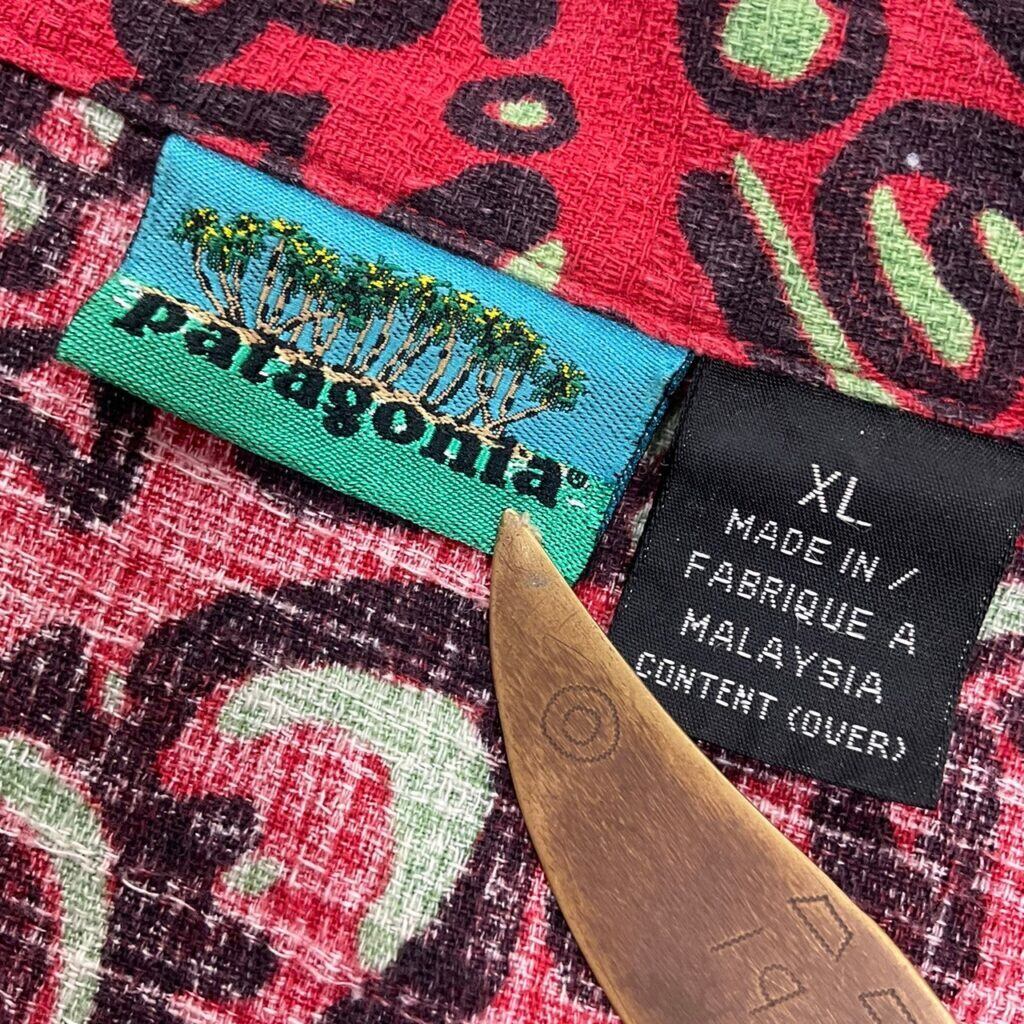 patagonia®
XL
MADE IN /
FABRIQUE A
MALAYSIA
CONTENT (OVER)